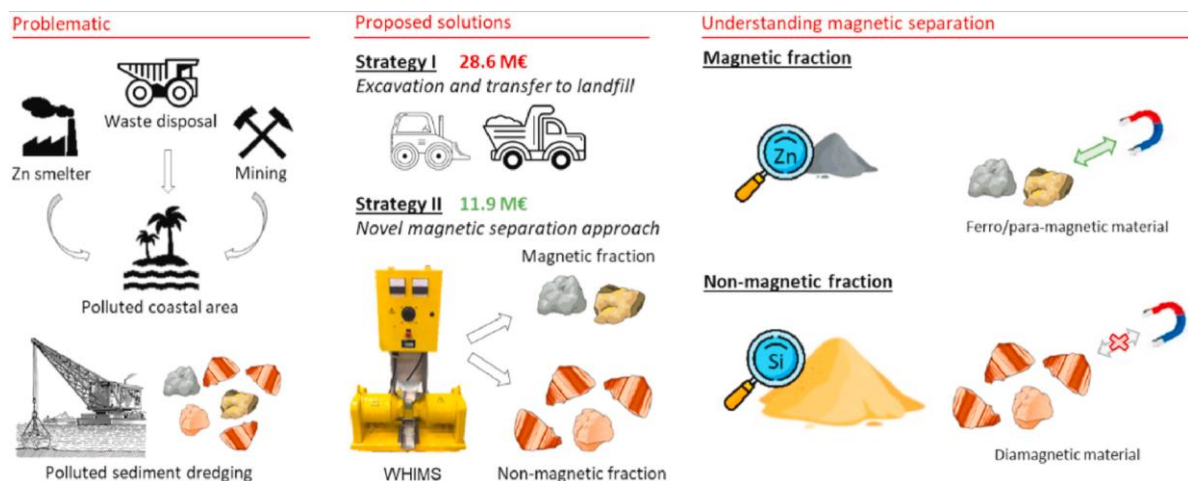 Problematic
Waste disposal
Zn smelter
Mining
Polluted coastal area
Polluted sediment dredging
Proposed solutions
Strategy I 28.6 M€
Excavation and transfer to landfill
Strategy II 11.9 M€
Novel magnetic separation approach
Magnetic fraction
WHIMS
Non-magnetic fraction
Understanding magnetic separation
Magnetic fraction
Zn
Ferro/para-magnetic material
Non-magnetic fraction
Si
Diamagnetic material